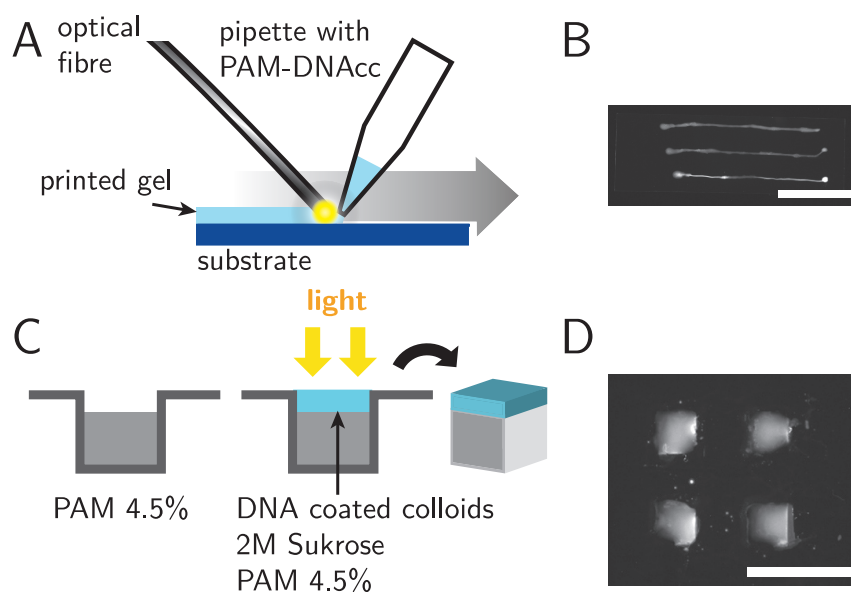 A
optical
fibre
pipette with
PAM-DNAcc
printed gel
substrate
B
C
light
PAM 4.5%
DNA coated colloids
2M Sukrose
PAM 4.5%
D